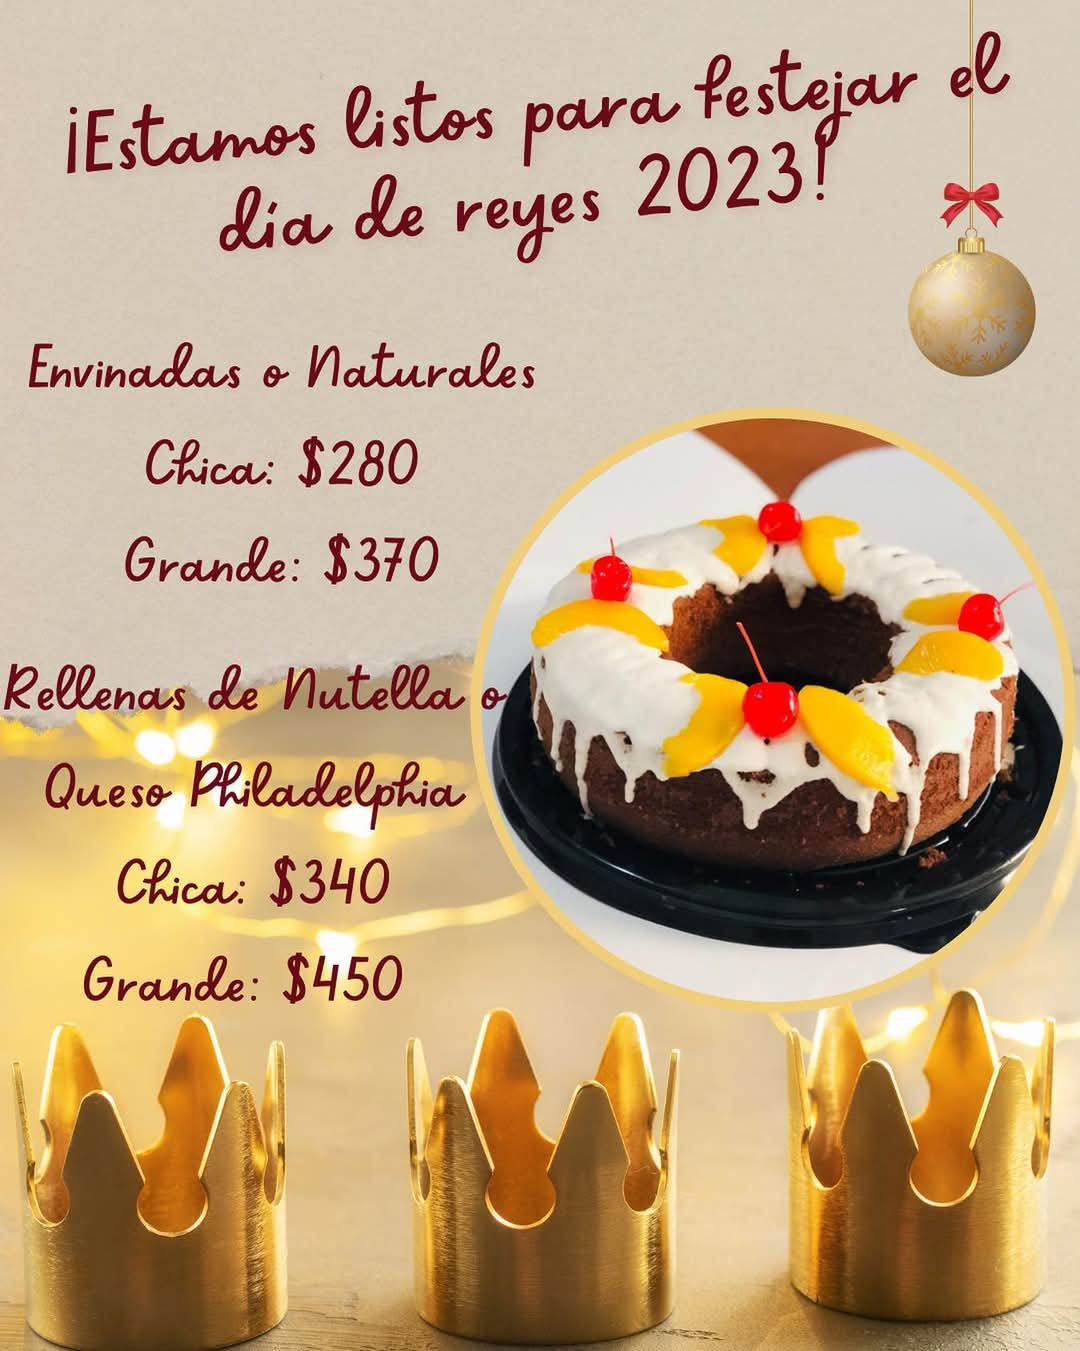 ¡Estamos listos para festejar el
día de reyes 2023!
Envinadas o Naturales
Chica: $280
Grande: $370
Rellenas de Nutella o
Queso Philadelphia
Chica: $340
Grande: $450